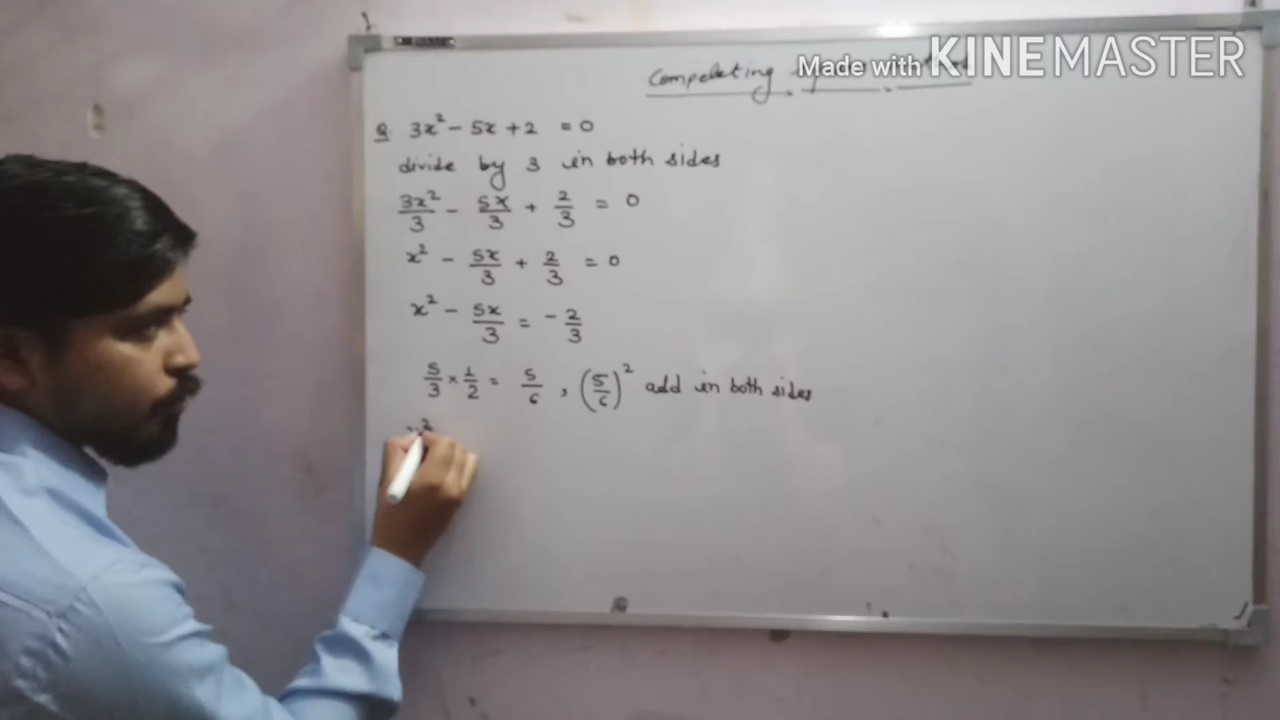 Made with KINEMASTER
Compeleting
Q 3x² - 5x + 2 = 0
divide by 3 in both sides
3x²/3 - 5x/3 + 2/3 = 0
x² - 5x/3 + 2/3 = 0
x² - 5x/3 = - 2/3
5/3 × 1/2 = 5/6 , (5/6)² add in both sides
x²